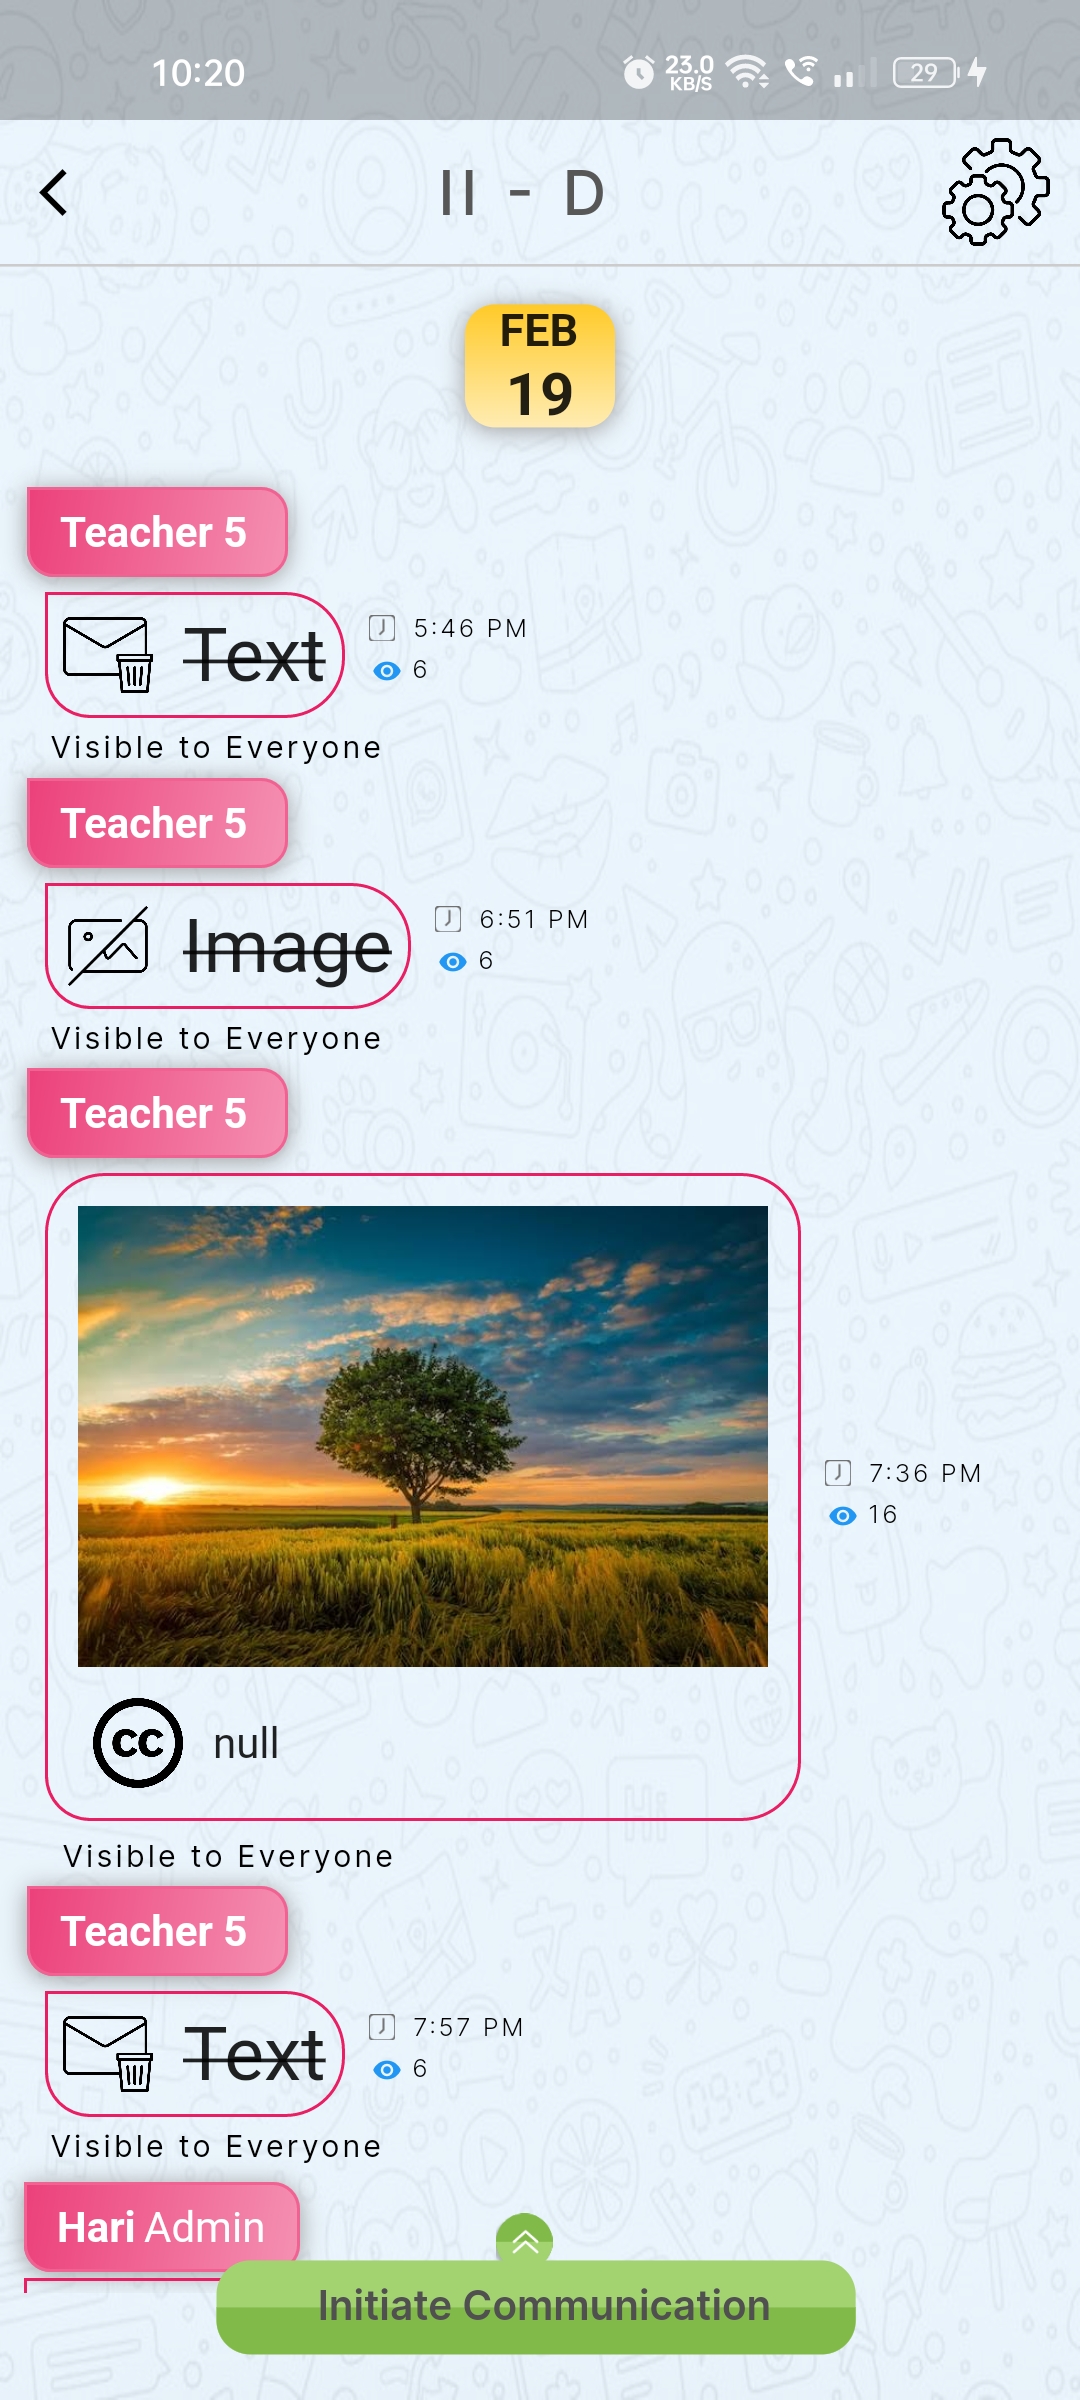 10:20
23.0
KB/S
29
II - D
FEB
19
Teacher 5
Text
5:46 PM
6
Visible to Everyone
Teacher 5
Image
6:51 PM
6
Visible to Everyone
Teacher 5
7:36 PM
16
cc null
Visible to Everyone
Teacher 5
Text
7:57 PM
6
Visible to Everyone
Hari Admin
Initiate Communication